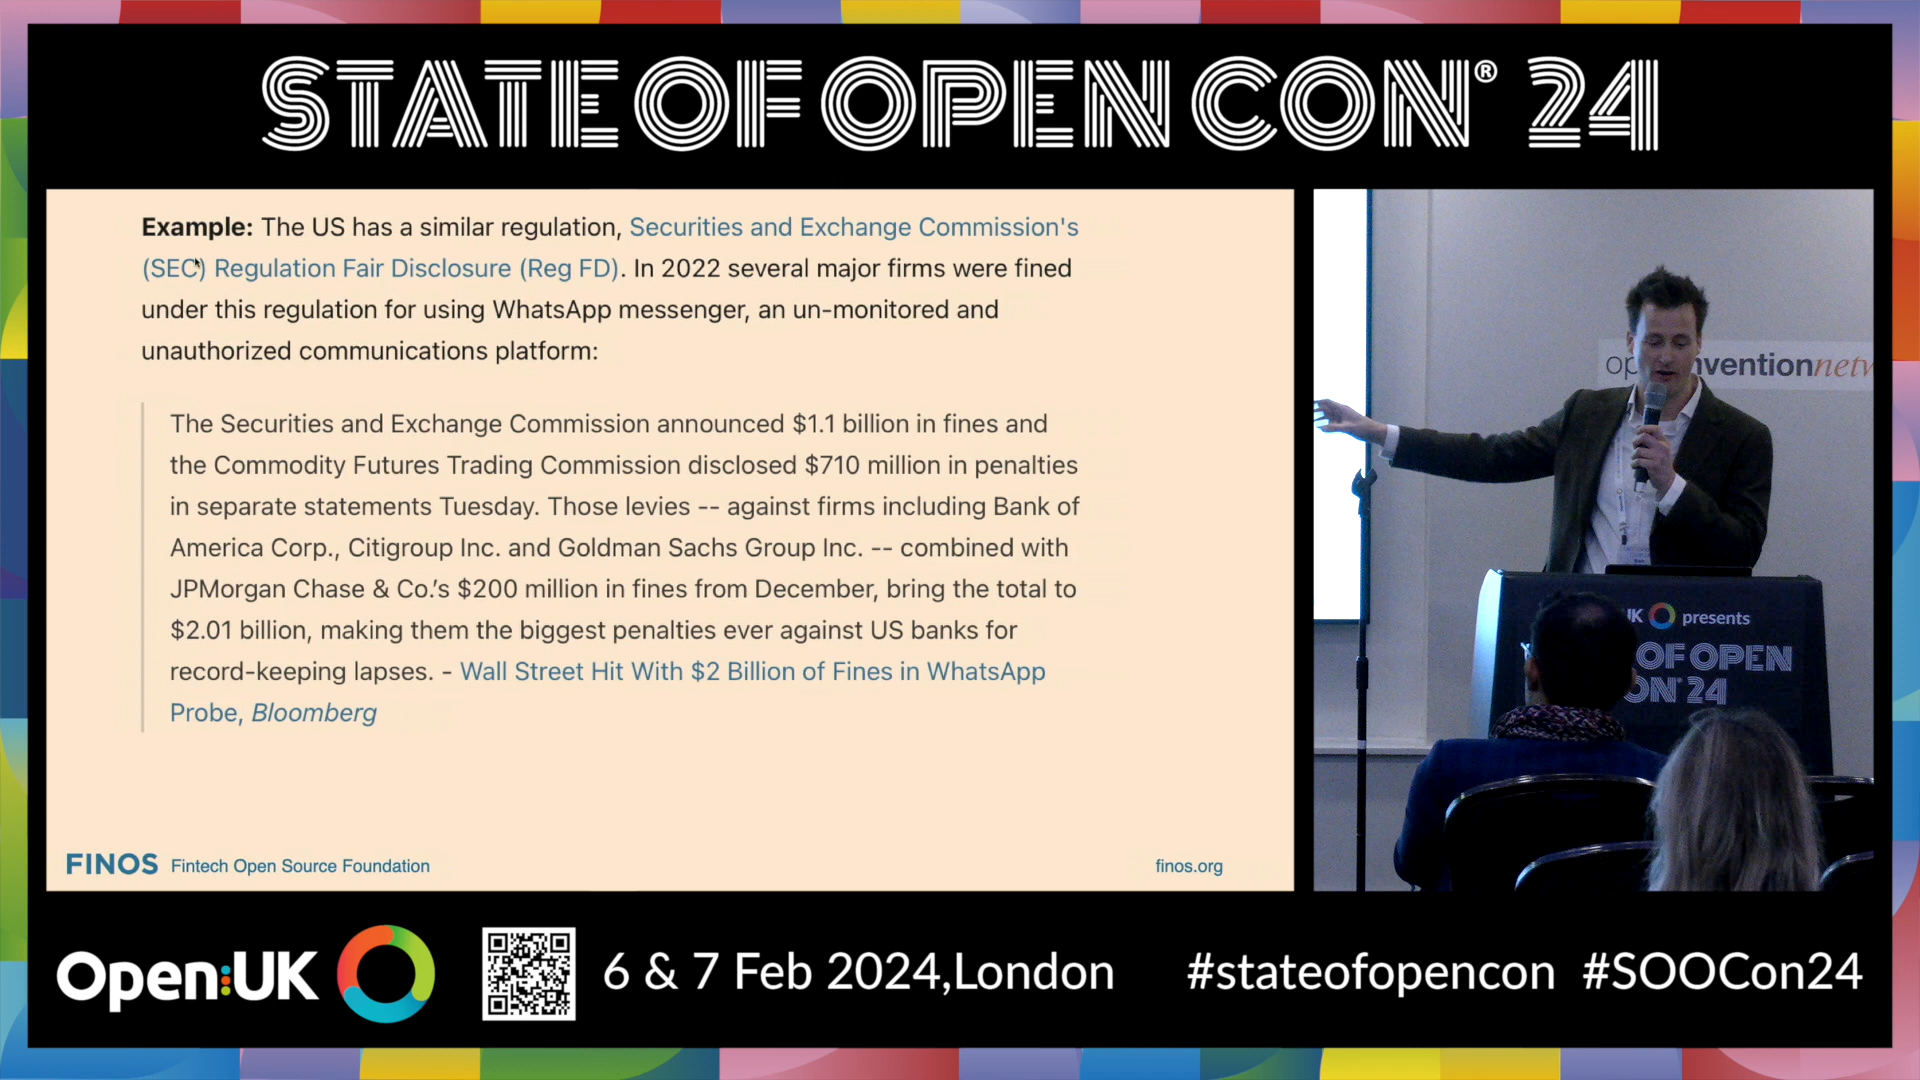 STATE OF OPEN CON® 24
Example: The US has a similar regulation, Securities and Exchange Commission's
(SEC) Regulation Fair Disclosure (Reg FD). In 2022 several major firms were fined
under this regulation for using WhatsApp messenger, an un-monitored and
unauthorized communications platform:
The Securities and Exchange Commission announced $1.1 billion in fines and
the Commodity Futures Trading Commission disclosed $710 million in penalties
in separate statements Tuesday. Those levies -- against firms including Bank of
America Corp., Citigroup Inc. and Goldman Sachs Group Inc. -- combined with
JPMorgan Chase & Co.'s $200 million in fines from December, bring the total to
$2.01 billion, making them the biggest penalties ever against US banks for
record-keeping lapses. - Wall Street Hit With $2 Billion of Fines in WhatsApp
Probe, Bloomberg
FINOS Fintech Open Source Foundation
finos.org
UK presents
OF OPEN
CON® 24
Open:UK
6 & 7 Feb 2024,London
#stateofopencon #SOOCon24